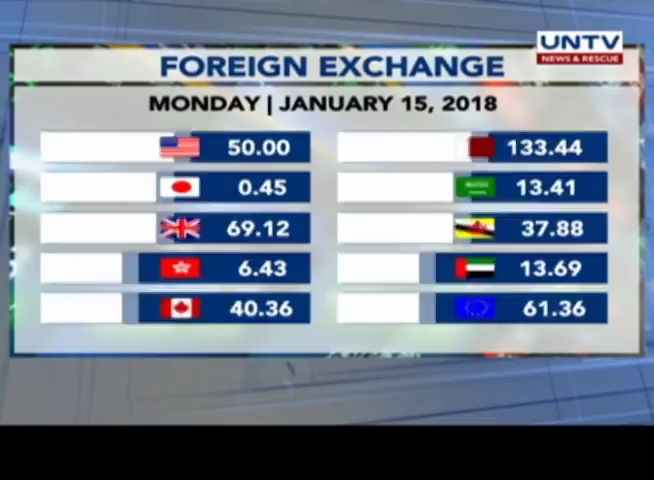 UNTV
NEWS & RESCUE
FOREIGN EXCHANGE
MONDAY | JANUARY 15, 2018
50.00 133.44
0.45 13.41
69.12 37.88
6.43 13.69
40.36 61.36